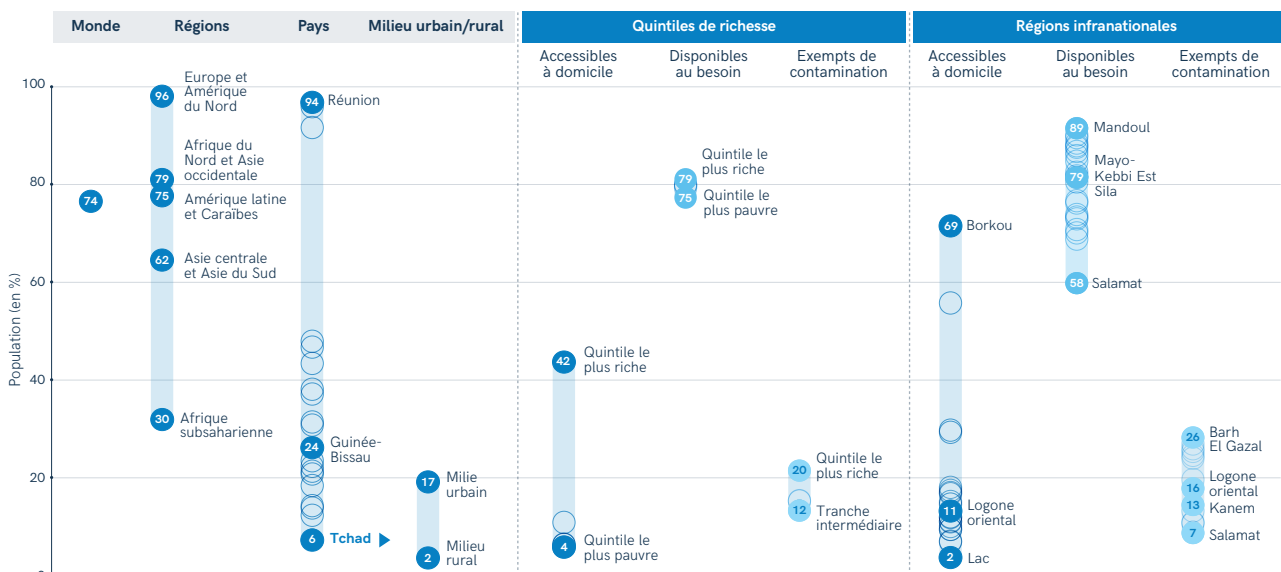 Monde
Régions
Pays
Milieu urbain/rural
Quintiles de richesse
Régions infranationales
Accessibles
à domicile
Disponibles
au besoin
Exempts de
contamination
Accessibles
à domicile
Disponibles
au besoin
Exempts de
contamination
Population (en %)
100
80
60
40
20
0
74
96
Europe et
Amérique
du Nord
79
Afrique du
Nord et Asie
occidentale
75
Amérique latine
et Caraïbes
62
Asie centrale
et Asie du Sud
30
Afrique
subsaharienne
94
Réunion
24
Guinée-
Bissau
6
Tchad
17
Milie
urbain
2
Milieu
rural
42
Quintile le
plus riche
4
Quintile le
plus pauvre
79
Quintile le
plus riche
75
Quintile le
plus pauvre
20
Quintile le
plus riche
12
Tranche
intermédiaire
69
Borkou
11
Logone
oriental
2
Lac
89
Mandoul
79
Mayo-
Kebbi Est
Sila
58
Salamat
26
Barh
El Gazal
16
Logone
oriental
13
Kanem
7
Salamat